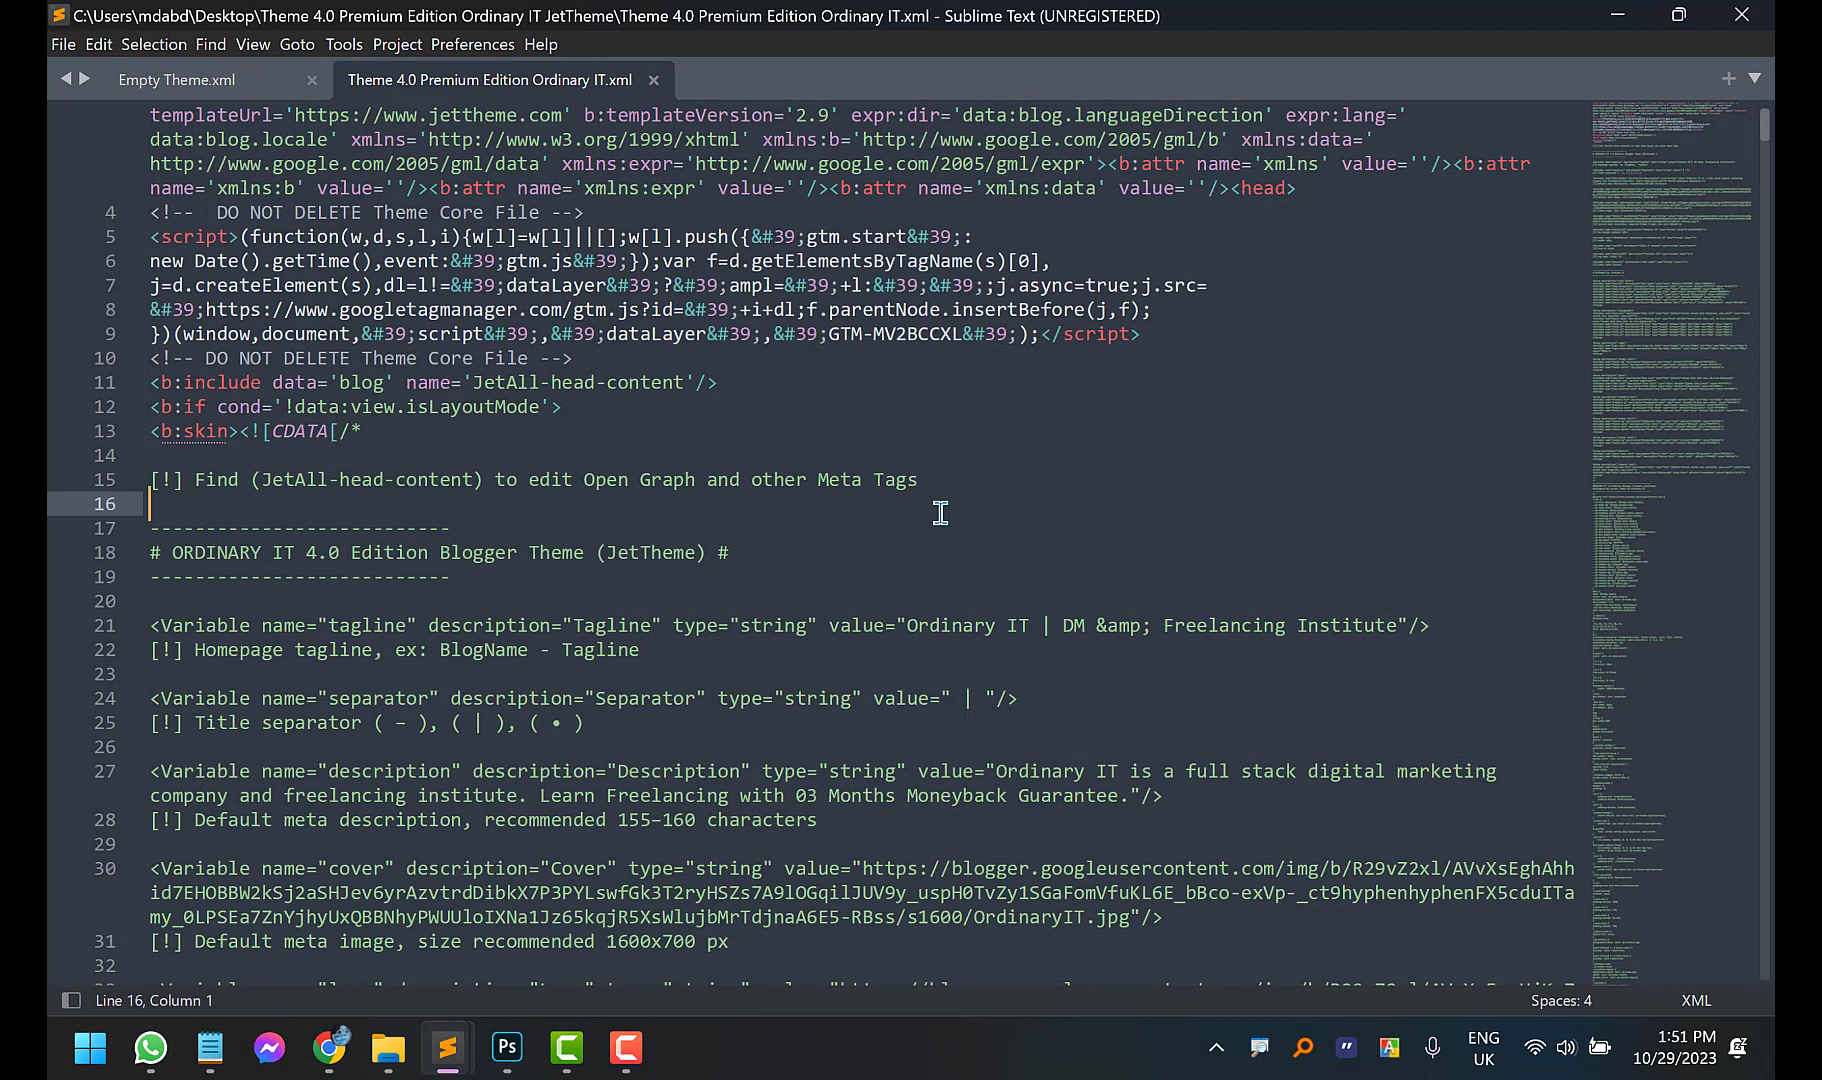 C:\Users\mdabd\Desktop\Theme 4.0 Premium Edition Ordinary IT JetTheme\Theme 4.0 Premium Edition Ordinary IT.xml - Sublime Text (UNREGISTERED)
File Edit Selection Find View Goto Tools Project Preferences Help
Empty Theme.xml
Theme 4.0 Premium Edition Ordinary IT.xml
templateUrl='https://www.jettheme.com' b:templateVersion='2.9' expr:dir='data:blog.languageDirection' expr:lang='
data:blog.locale' xmlns='http://www.w3.org/1999/xhtml' xmlns:b='http://www.google.com/2005/gml/b' xmlns:data='
http://www.google.com/2005/gml/data' xmlns:expr='http://www.google.com/2005/gml/expr'><b:attr name='xmlns' value=''/><b:attr
name='xmlns:b' value=''/><b:attr name='xmlns:expr' value=''/><b:attr name='xmlns:data' value=''/><head>
4 <!--  DO NOT DELETE Theme Core File -->
5 <script>(function(w,d,s,l,i){w[l]=w[l]||[];w[l].push({&#39;gtm.start&#39;:
6 new Date().getTime(),event:&#39;gtm.js&#39;});var f=d.getElementsByTagName(s)[0],
7 j=d.createElement(s),dl=l!=&#39;dataLayer&#39;?&#39;&amp;l=&#39;+l:&#39;&#39;;j.async=true;j.src=
8 &#39;https://www.googletagmanager.com/gtm.js?id=&#39;+i+dl;f.parentNode.insertBefore(j,f);
9 })(window,document,&#39;script&#39;,&#39;dataLayer&#39;,&#39;GTM-MV2BCCXL&#39;);</script>
10 <!-- DO NOT DELETE Theme Core File -->
11 <b:include data='blog' name='JetAll-head-content'/>
12 <b:if cond='!data:view.isLayoutMode'>
13 <b:skin><![CDATA[/*
14
15 [!] Find (JetAll-head-content) to edit Open Graph and other Meta Tags
16
17 ---------------------------
18 # ORDINARY IT 4.0 Edition Blogger Theme (JetTheme) #
19 ---------------------------
20
21 <Variable name="tagline" description="Tagline" type="string" value="Ordinary IT | DM &amp; Freelancing Institute"/>
22 [!] Homepage tagline, ex: BlogName - Tagline
23
24 <Variable name="separator" description="Separator" type="string" value=" | "/>
25 [!] Title separator ( – ), ( | ), ( • )
26
27 <Variable name="description" description="Description" type="string" value="Ordinary IT is a full stack digital marketing
company and freelancing institute. Learn Freelancing with 03 Months Moneyback Guarantee."/>
28 [!] Default meta description, recommended 155–160 characters
29
30 <Variable name="cover" description="Cover" type="string" value="https://blogger.googleusercontent.com/img/b/R29vZ2xl/AVvXsEghAhh
id7EHOBBW2kSj2aSHJev6yrAzvtrdDibkX7P3PYLswfGk3T2ryHSZs7A9lOGqilJUV9y_uspH0TvZy1SGaFomVfuKL6E_bBco-exVp-_ct9hyphenhyphenFX5cduITa
my_0LPSEa7ZnYjhyUxQBBNhyPWUUloIXNa1Jz65kqjR5XsWlujbMrTdjnaA6E5-RBss/s1600/OrdinaryIT.jpg"/>
31 [!] Default meta image, size recommended 1600x700 px
32
Line 16, Column 1
Spaces: 4
XML
Ps
ENG
UK
1:51 PM
10/29/2023